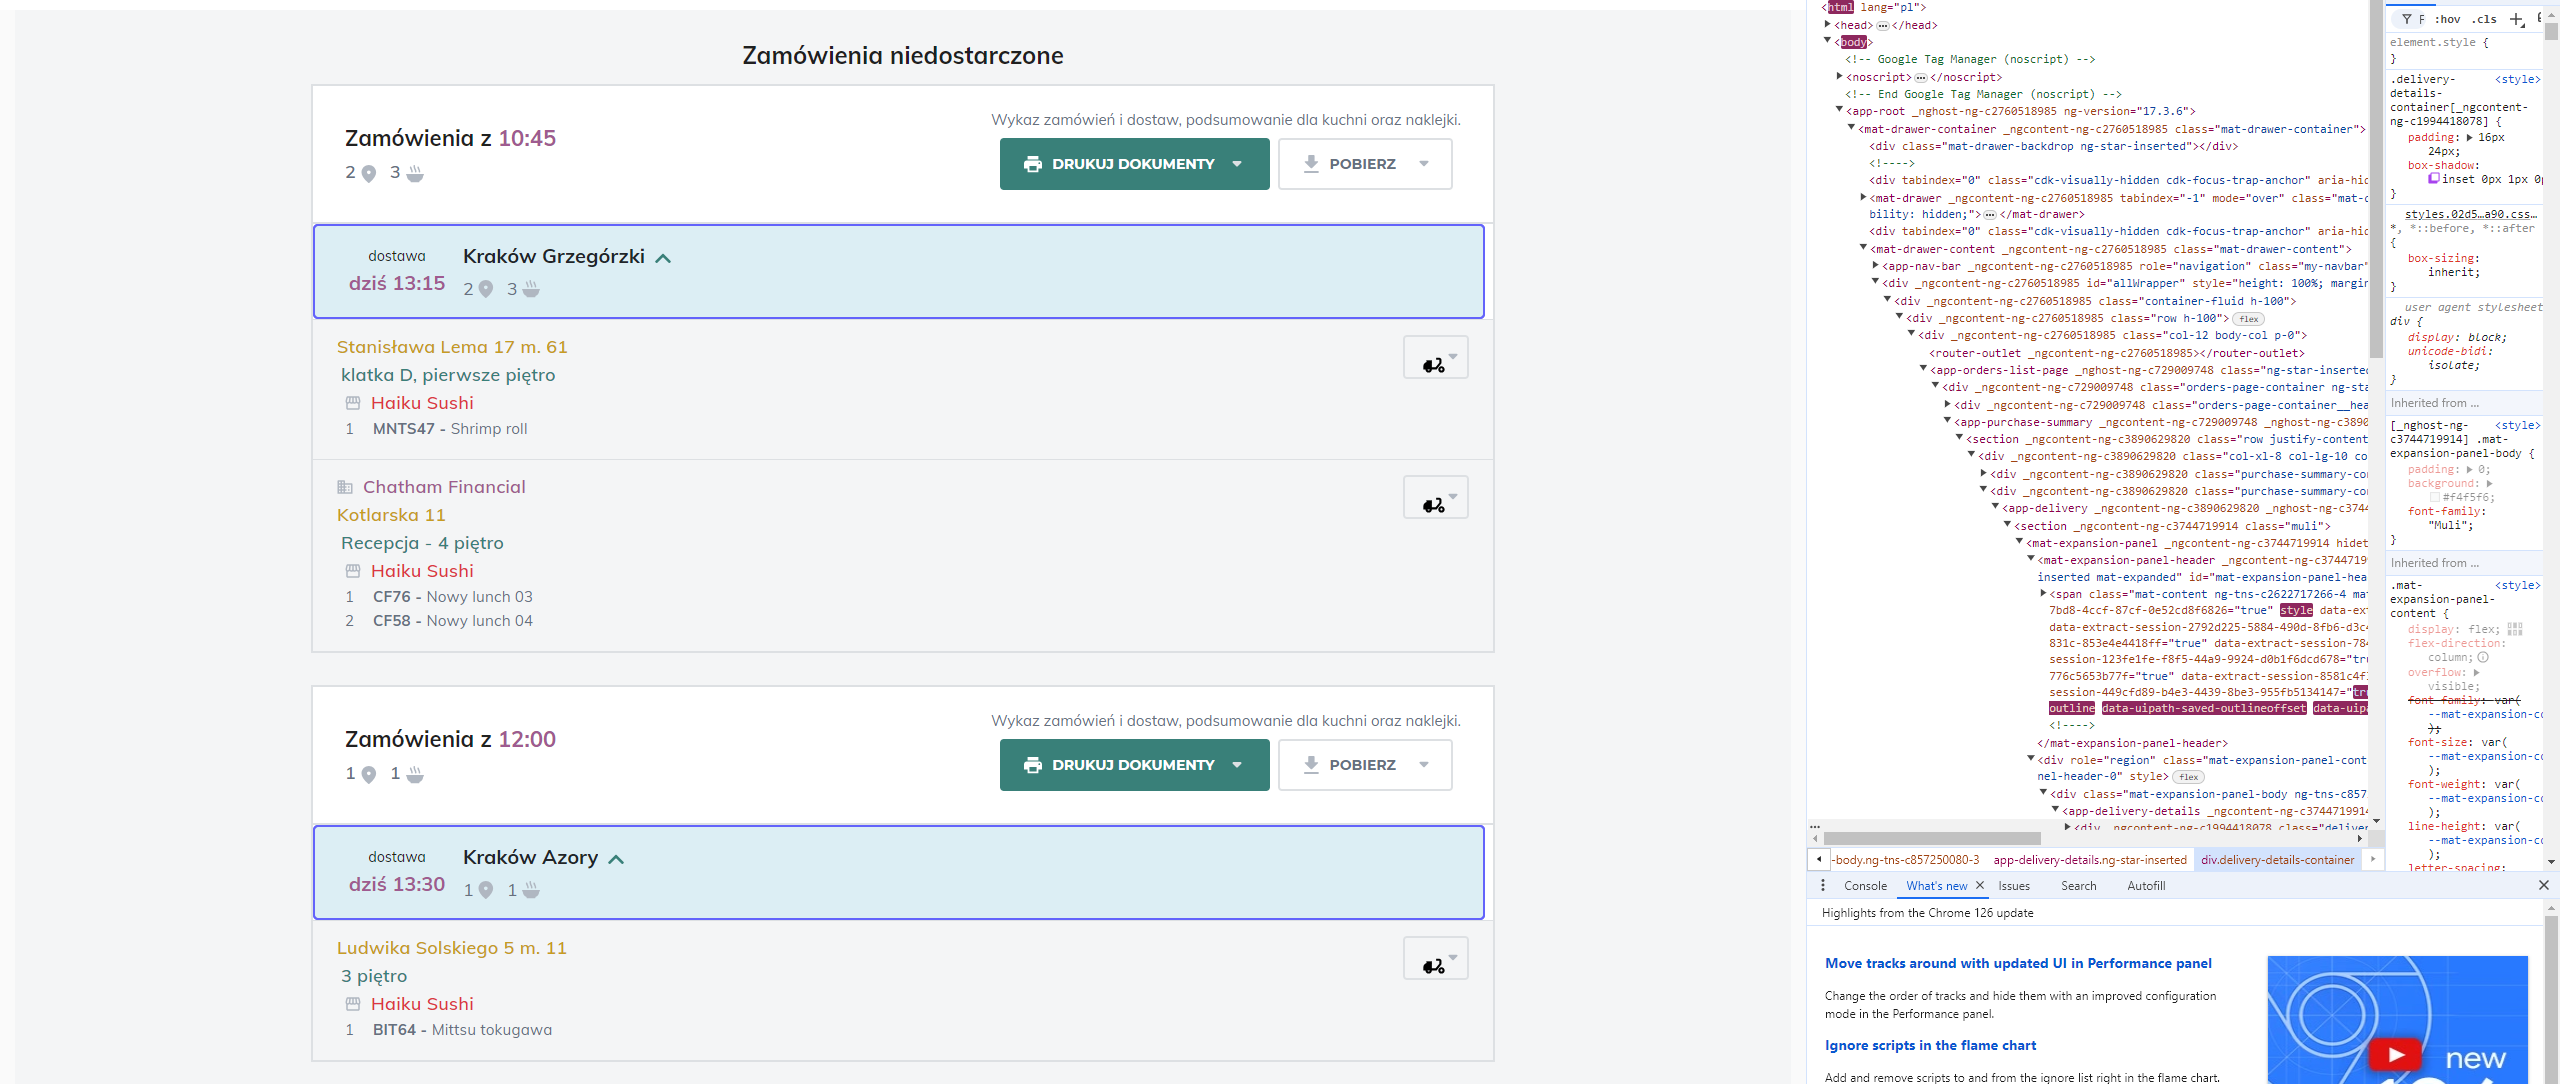 Zamówienia niedostarczone
Zamówienia z 10:45
2 3
Wykaz zamówień i dostaw, podsumowanie dla kuchni oraz naklejki.
DRUKUJ DOKUMENTY
POBIERZ
dostawa
dziś 13:15
Kraków Grzegórzki
2 3
Stanisława Lema 17 m. 61
klatka D, pierwsze piętro
Haiku Sushi
1 MNTS47 - Shrimp roll
Chatham Financial
Kotlarska 11
Recepcja - 4 piętro
Haiku Sushi
1 CF76 - Nowy lunch 03
2 CF58 - Nowy lunch 04
Zamówienia z 12:00
1 1
Wykaz zamówień i dostaw, podsumowanie dla kuchni oraz naklejki.
DRUKUJ DOKUMENTY
POBIERZ
dostawa
dziś 13:30
Kraków Azory
1 1
Ludwika Solskiego 5 m. 11
3 piętro
Haiku Sushi
1 BIT64 - Mittsu tokugawa
<html lang="pl">
<head> ··· </head>
<body>
<!-- Google Tag Manager (noscript) -->
<noscript> ··· </noscript>
<!-- End Google Tag Manager (noscript) -->
<app-root _nghost-ng-c2760518985 ng-version="17.3.6">
<mat-drawer-container _ngcontent-ng-c2760518985 class="mat-drawer-container">
<div class="mat-drawer-backdrop ng-star-inserted"></div>
<!---->
<div tabindex="0" class="cdk-visually-hidden cdk-focus-trap-anchor" aria-hid
<mat-drawer _ngcontent-ng-c2760518985 tabindex="-1" mode="over" class="mat-d
bility: hidden;"> ··· </mat-drawer>
<div tabindex="0" class="cdk-visually-hidden cdk-focus-trap-anchor" aria-hid
<mat-drawer-content _ngcontent-ng-c2760518985 class="mat-drawer-content">
<app-nav-bar _ngcontent-ng-c2760518985 role="navigation" class="my-navbar"
<div _ngcontent-ng-c2760518985 id="allWrapper" style="height: 100%; margin
<div _ngcontent-ng-c2760518985 class="container-fluid h-100">
<div _ngcontent-ng-c2760518985 class="row h-100"> flex
<div _ngcontent-ng-c2760518985 class="col-12 body-col p-0">
<router-outlet _ngcontent-ng-c2760518985></router-outlet>
<app-orders-list-page _nghost-ng-c729009748 class="ng-star-inserted
<div _ngcontent-ng-c729009748 class="orders-page-container ng-sta
<div _ngcontent-ng-c729009748 class="orders-page-container__hea
<app-purchase-summary _ngcontent-ng-c729009748 _nghost-ng-c3890
<section _ngcontent-ng-c3890629820 class="row justify-content
<div _ngcontent-ng-c3890629820 class="col-xl-8 col-lg-10 co
<div _ngcontent-ng-c3890629820 class="purchase-summary-co
<div _ngcontent-ng-c3890629820 class="purchase-summary-co
<app-delivery _ngcontent-ng-c3890629820 _nghost-ng-c3744
<section _ngcontent-ng-c3744719914 class="muli">
<mat-expansion-panel _ngcontent-ng-c3744719914 hidet
<mat-expansion-panel-header _ngcontent-ng-c3744719
inserted mat-expanded" id="mat-expansion-panel-hea
<span class="mat-content ng-tns-c2622717266-4 mat
7bd8-4ccf-87cf-0e52cd8f6826="true" style data-ext
data-extract-session-2792d225-5884-490d-8fb6-d3c4
831c-853e4e4418ff="true" data-extract-session-784
session-123fe1fe-f8f5-44a9-9924-d0b1f6dcd678="tru
776c5653b77f="true" data-extract-session-8581c4f
session-449cfd89-b4e3-4439-8be3-955fb5134147="tru
outline data-uipath-saved-outlineoffset data-uipa
<!---->
</mat-expansion-panel-header>
<div role="region" class="mat-expansion-panel-cont
nel-header-0" style> flex
<div class="mat-expansion-panel-body ng-tns-c857
<app-delivery-details _ngcontent-ng-c3744719914
<div _ngcontent-ng-c1994418078 class="deliver
-body.ng-tns-c857250080-3 app-delivery-details.ng-star-inserted div.delivery-details-container
:hov .cls
element.style {
}
.delivery-details-container[_ngcontent-ng-c1994418078] { <style>
padding: 16px
24px;
box-shadow:
inset 0px 1px 0p
}
styles.02d5…a90.css…
*, *::before, *::after
{
box-sizing:
inherit;
}
user agent stylesheet
div {
display: block;
unicode-bidi:
isolate;
}
Inherited from ...
[_nghost-ng- <style>
c3744719914] .mat-
expansion-panel-body {
padding: 0;
background:
#f4f5f6;
font-family:
"Muli";
}
Inherited from ...
.mat- <style>
expansion-panel-
content {
display: flex;
flex-direction:
column;
overflow:
visible;
font-family: var(
--mat-expansion-co
);
font-size: var(
--mat-expansion-co
);
font-weight: var(
--mat-expansion-co
);
line-height: var(
--mat-expansion-co
);
letter-spacing:
Console What's new Issues Search Autofill
Highlights from the Chrome 126 update
Move tracks around with updated UI in Performance panel
Change the order of tracks and hide them with an improved configuration
mode in the Performance panel.
Ignore scripts in the flame chart
Add and remove scripts to and from the ignore list right in the flame chart.
new